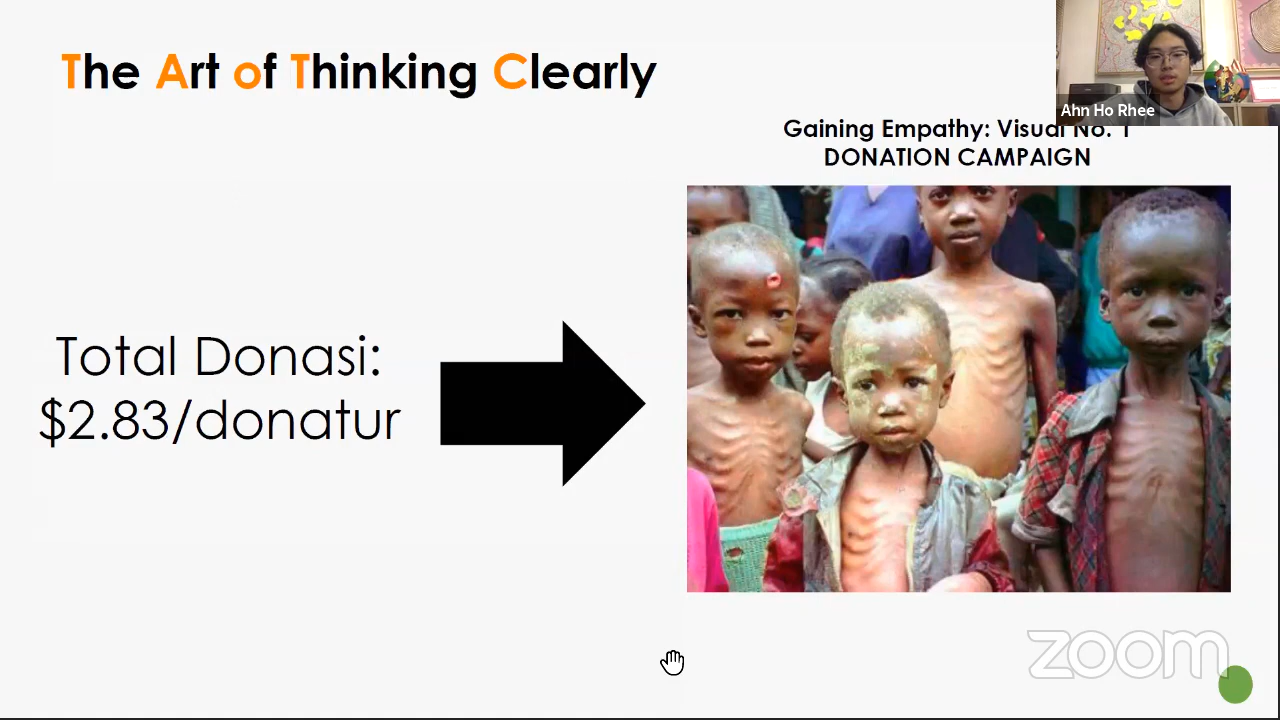 The Art of Thinking Clearly
Ahn Ho Rhee
Gaining Empathy: Visual No. 1
DONATION CAMPAIGN
Total Donasi:
$2.83/donatur
zoom